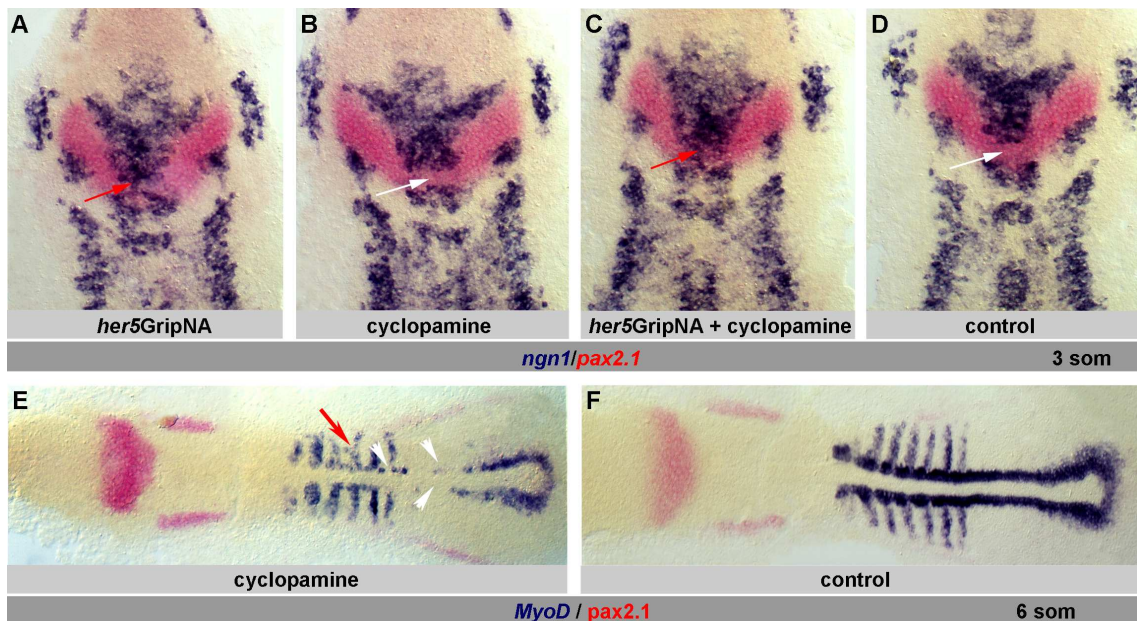 A B C D
her5GripNA cyclopamine her5GripNA + cyclopamine control
ngn1/pax2.1 3 som
E F
cyclopamine control
MyoD / pax2.1 6 som